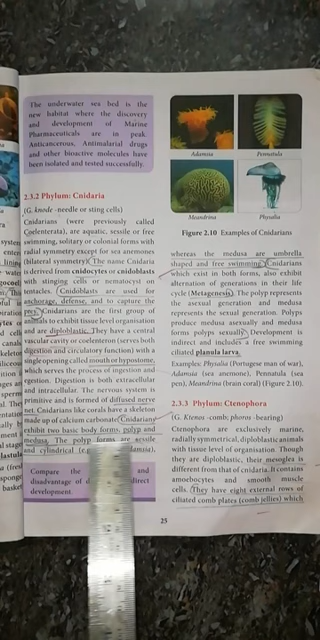 The underwater sea bed is the
new habitat where the discovery
and development of Marine
Pharmaceuticals are in peak.
Anticancerous, Antimalarial drugs
and other bioactive molecules have
been isolated and tested successfully.
2.3.2 Phylum: Cnidaria
(G. knode -needle or sting cells)
Cnidarians (were previously called
Coelenterata), are aquatic, sessile or free
swimming, solitary or colonial forms with
radial symmetry except for sea anemones
(bilateral symmetry). The name Cnidaria
is derived from cnidocytes or cnidoblasts
with stinging cells or nematocyst on
tentacles. Cnidoblasts are used for
anchorage, defense, and to capture the
prey. Cnidarians are the first group of
animals to exhibit tissue level organisation
and are diploblastic. They have a central
vascular cavity or coelenteron (serves both
digestion and circulatory function) with a
single opening called mouth or hypostome,
which serves the process of ingestion and
egestion. Digestion is both extracellular
and intracellular. The nervous system is
primitive and is formed of diffused nerve
net. Cnidarians like corals have a skeleton
made up of calcium carbonate. Cnidarians
exhibit two basic body forms, polyp and
medusa. The polyp forms are sessile
and cylindrical (e.g. Adamsia),
Compare the and
disadvantage of direct
development
Adamsia
Pennatula
Meandrina
Physalia
Figure 2.10 Examples of Cnidarians
whereas the medusa are umbrella
shaped and free swimming. Cnidarians
which exist in both forms, also exhibit
alternation of generations in their life
cycle (Metagenesis). The polyp represents
the asexual generation and medusa
represents the sexual generation. Polyps
produce medusa asexually and medusa
forms polyps sexually. Development is
indirect and includes a free swimming
ciliated planula larva.
Examples: Physalia (Portugese man of war),
Adamsia (sea anemone), Pennatula (sea
pen), Meandrina (brain coral) (Figure 2.10).
2.3.3 Phylum: Ctenophora
(G. Ktenos -comb; phoros -bearing)
Ctenophora are exclusively marine,
radially symmetrical, diploblastic animals
with tissue level of organisation. Though
they are diploblastic, their mesoglea is
different from that of cnidaria. It contains
amoebocytes and smooth muscle
cells. They have eight external rows of
ciliated comb plates (comb jellies) which
25